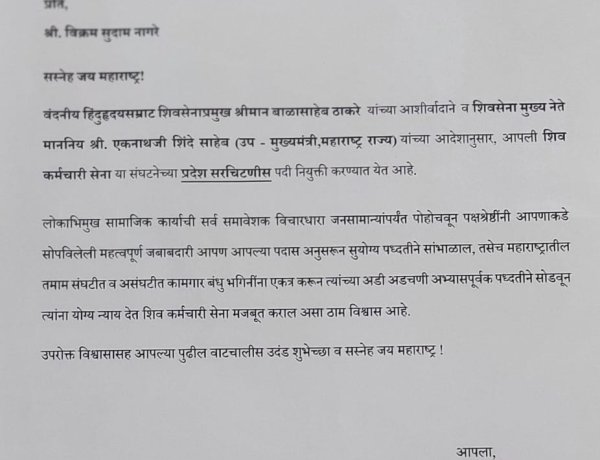 प्रति,
श्री. विक्रम सुदाम नागरे
सस्नेह जय महाराष्ट्र!
वंदनीय हिंदुहृदयसम्राट शिवसेनाप्रमुख श्रीमान बाळासाहेब ठाकरे यांच्या आशीर्वादाने व शिवसेना मुख्य नेते
माननिय श्री. एकनाथजी शिंदे साहेब (उप - मुख्यमंत्री,महाराष्ट्र राज्य) यांच्या आदेशानुसार, आपली शिव
कर्मचारी सेना या संघटनेच्या प्रदेश सरचिटणीस पदी नियुक्ती करण्यात येत आहे.
लोकाभिमुख सामाजिक कार्याची सर्व समावेशक विचारधारा जनसामान्यांपर्यंत पोहोचवून पक्षश्रेष्ठींनी आपणाकडे
सोपविलेली महत्वपूर्ण जबाबदारी आपण आपल्या पदास अनुसरून सुयोग्य पध्दतीने सांभाळाल, तसेच महाराष्ट्रातील
तमाम संघटीत व असंघटीत कामगार बंधु भगिनींना एकत्र करून त्यांच्या अडी अडचणी अभ्यासपूर्वक पध्दतीने सोडवून
त्यांना योग्य न्याय देत शिव कर्मचारी सेना मजबूत कराल असा ठाम विश्वास आहे.
उपरोक्त विश्वासासह आपल्या पुढील वाटचालीस उदंड शुभेच्छा व सस्नेह जय महाराष्ट्र !
आपला,